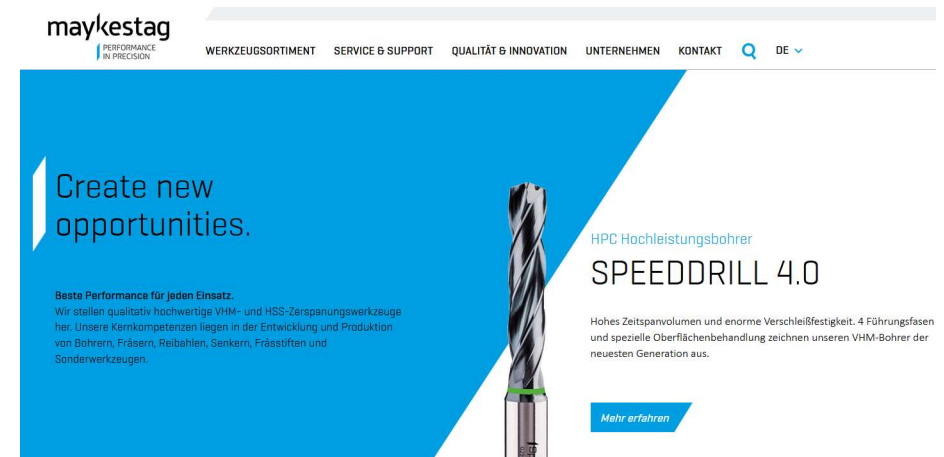 maykestag
PERFORMANCE
IN PRECISION
WERKZEUGSORTIMENT SERVICE & SUPPORT QUALITÄT & INNOVATION UNTERNEHMEN KONTAKT DE
Create new
opportunities.
Beste Performance für jeden Einsatz.
Wir stellen qualitativ hochwertige VHM- und HSS-Zerspanungswerkzeuge
her. Unsere Kernkompetenzen liegen in der Entwicklung und Produktion
von Bohrern, Fräsern, Reibahlen, Senkern, Frässtiften und
Sonderwerkzeugen.
HPC Hochleistungsbohrer
SPEEDDRILL 4.0
Hohes Zeitspanvolumen und enorme Verschleißfestigkeit. 4 Führungsfasen
und spezielle Oberflächenbehandlung zeichnen unseren VHM-Bohrer der
neuesten Generation aus.
Mehr erfahren